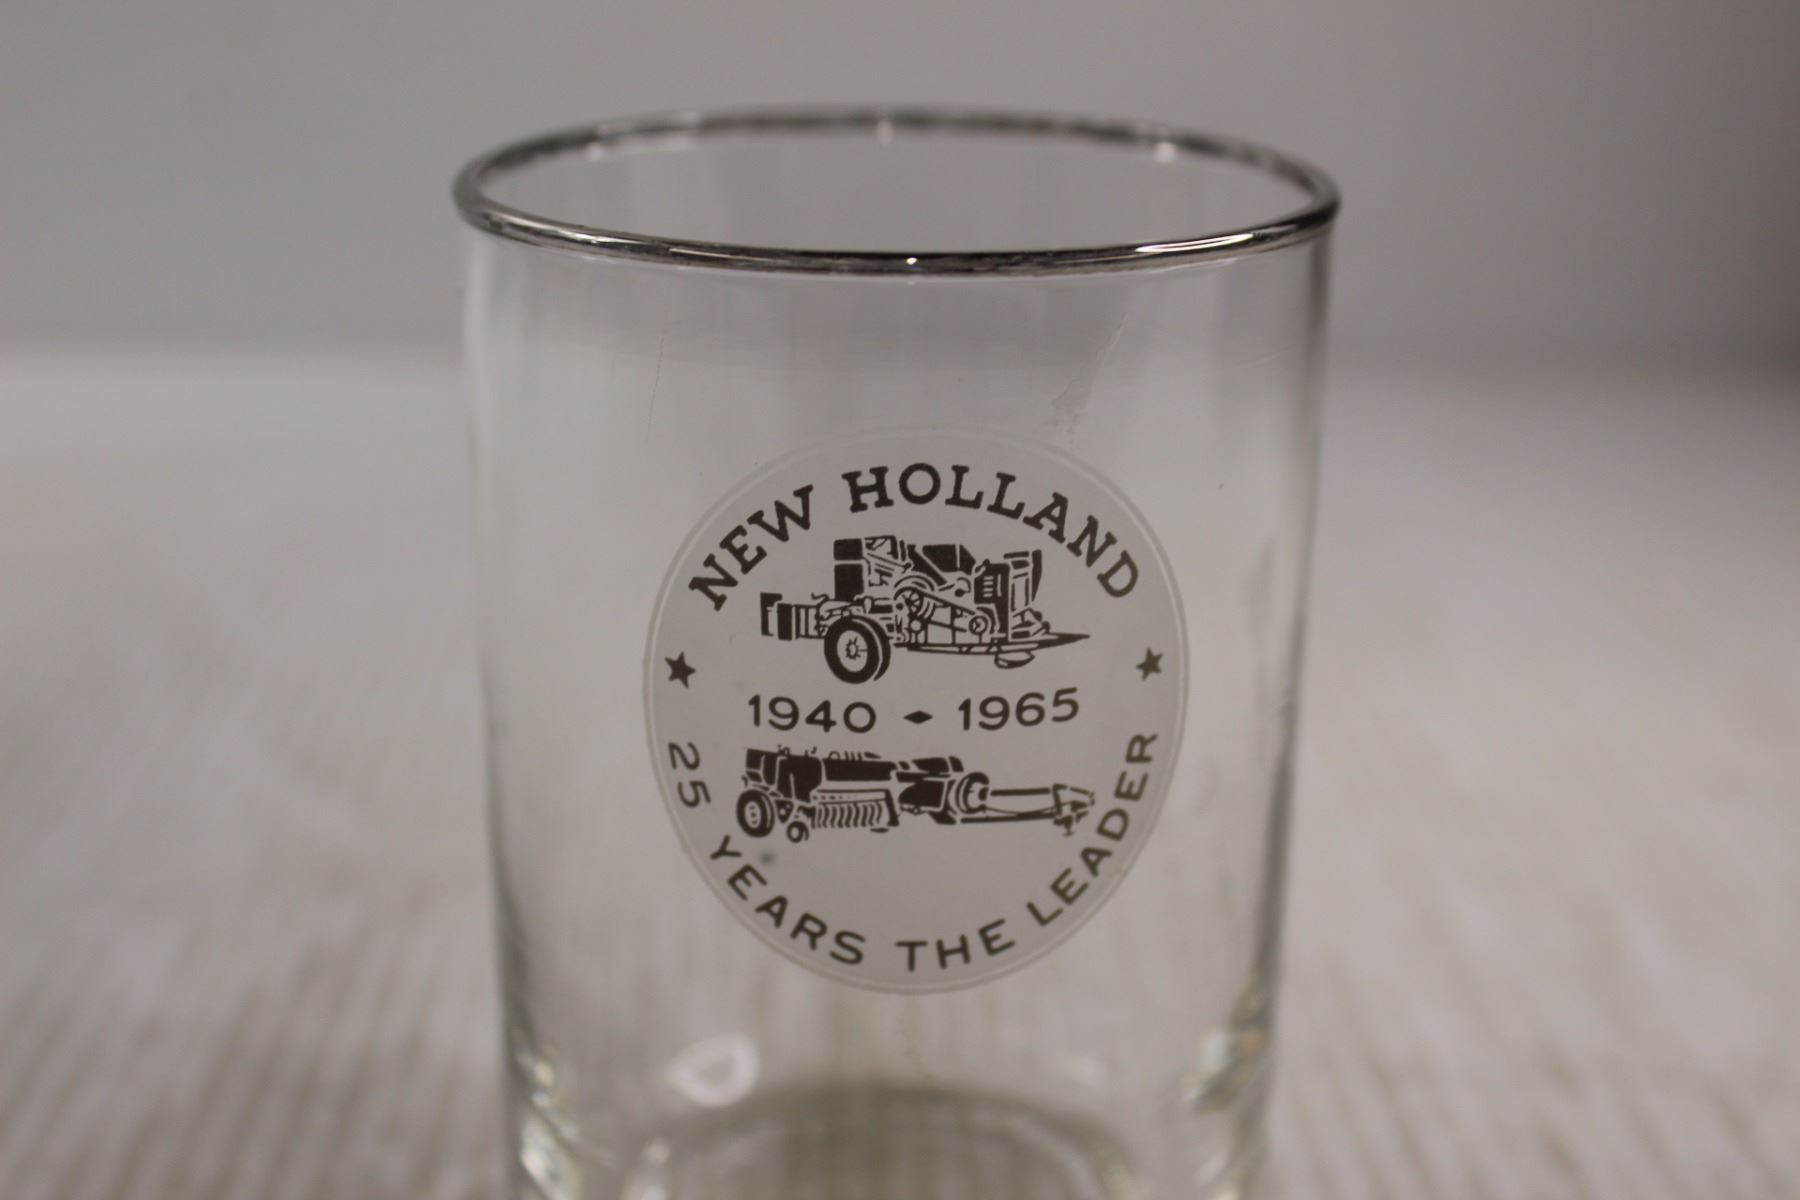 NEW HOLLAND
1940 - 1965
25 YEARS THE LEADER